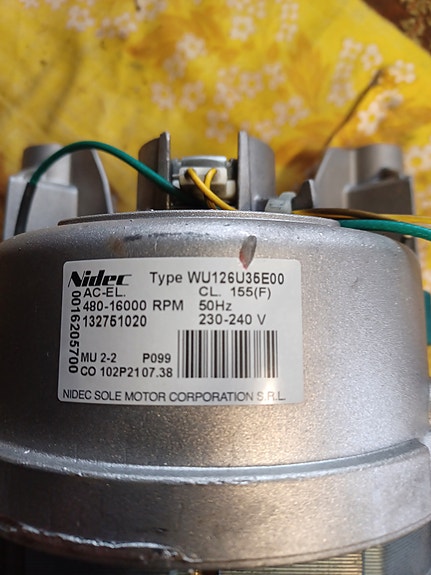 Nidec Type WU126U35E00
AC-EL. CL. 155(F)
480-16000 RPM 50Hz
132751020 230-240 V
0016205700
MU 2-2 P099
CO 102P2107.38
NIDEC SOLE MOTOR CORPORATION S.R.L.